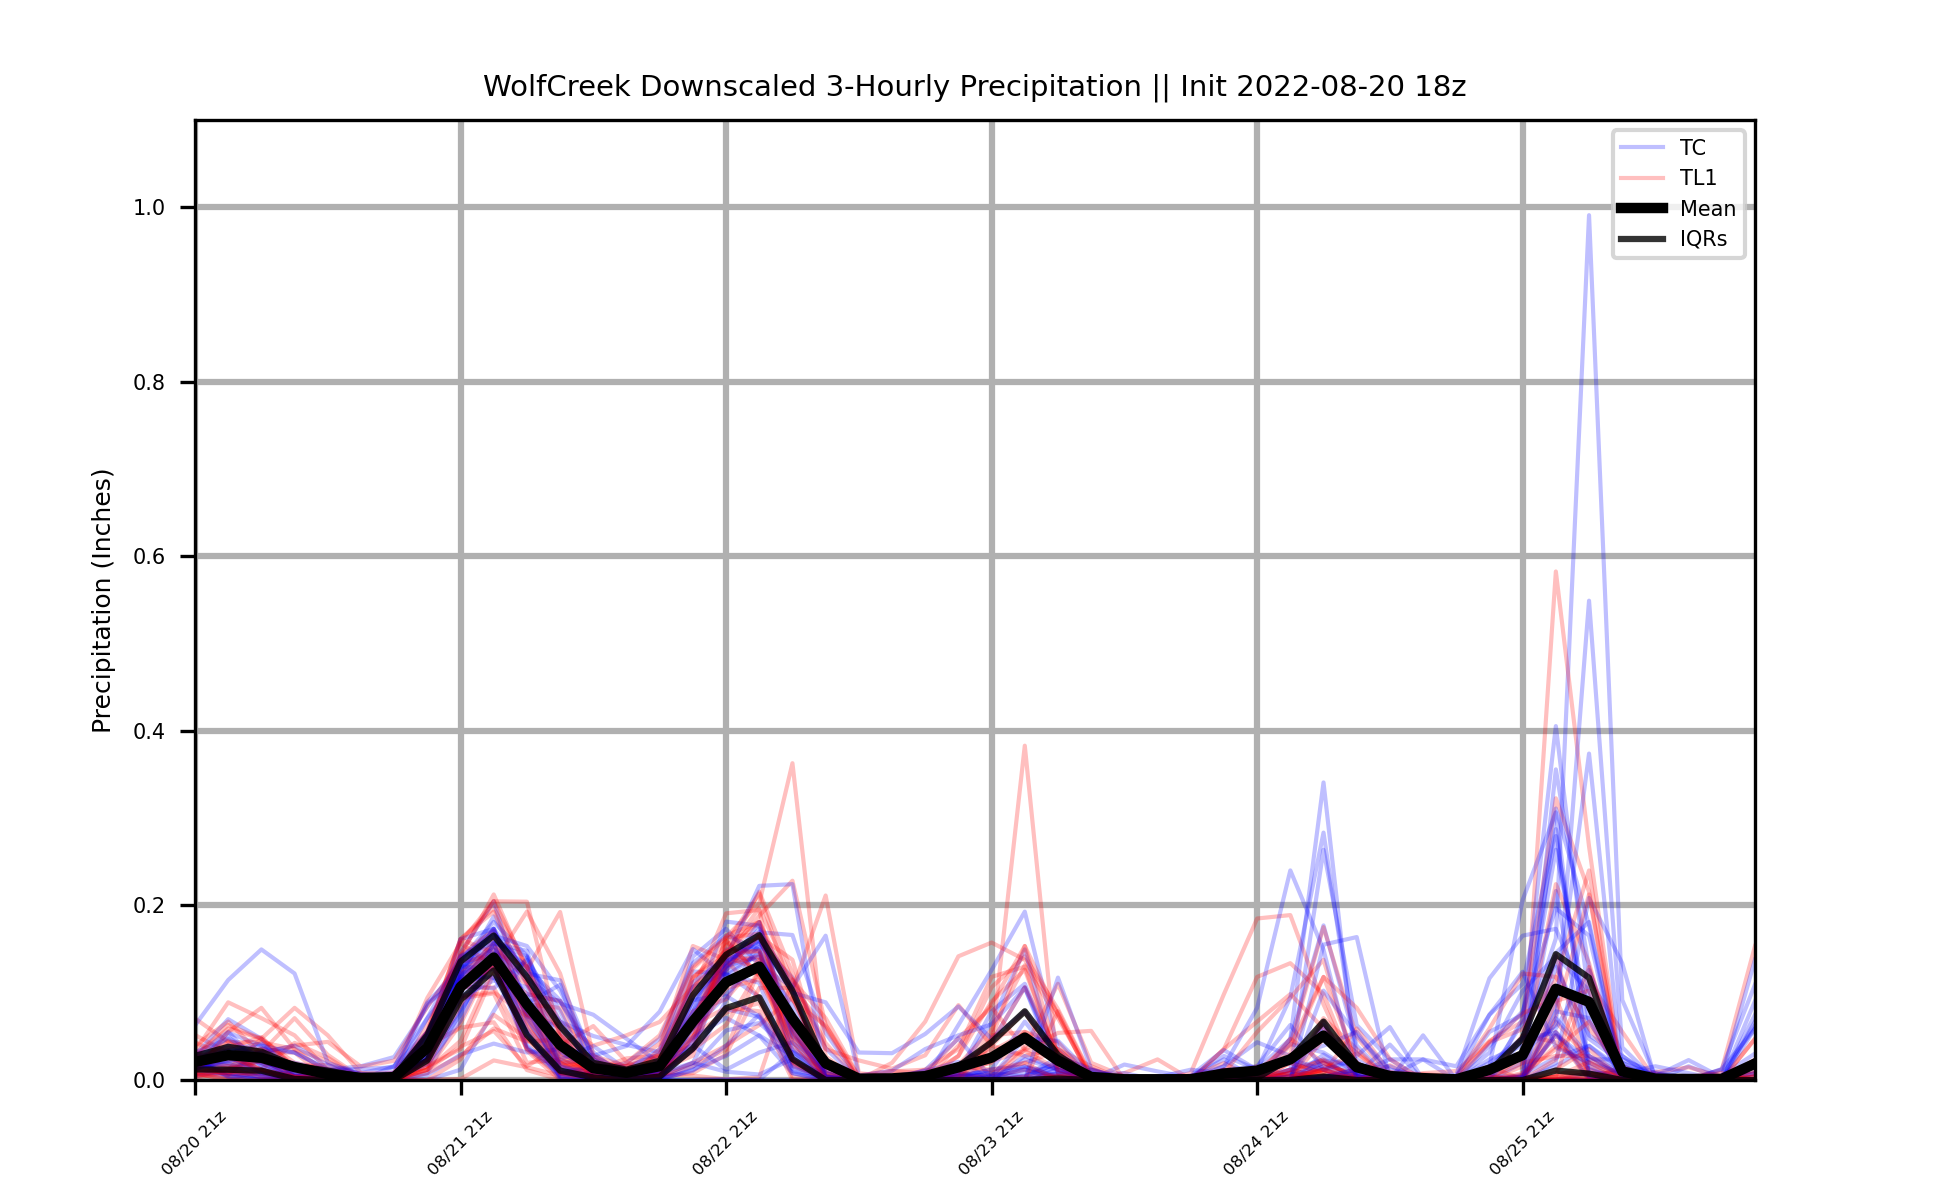 WolfCreek Downscaled 3-Hourly Precipitation || Init 2022-08-20 18z
TC
TL1
Mean
IQRs
Precipitation (Inches)
1.0
0.8
0.6
0.4
0.2
0.0
08/20 21z
08/21 21z
08/22 21z
08/23 21z
08/24 21z
08/25 21z